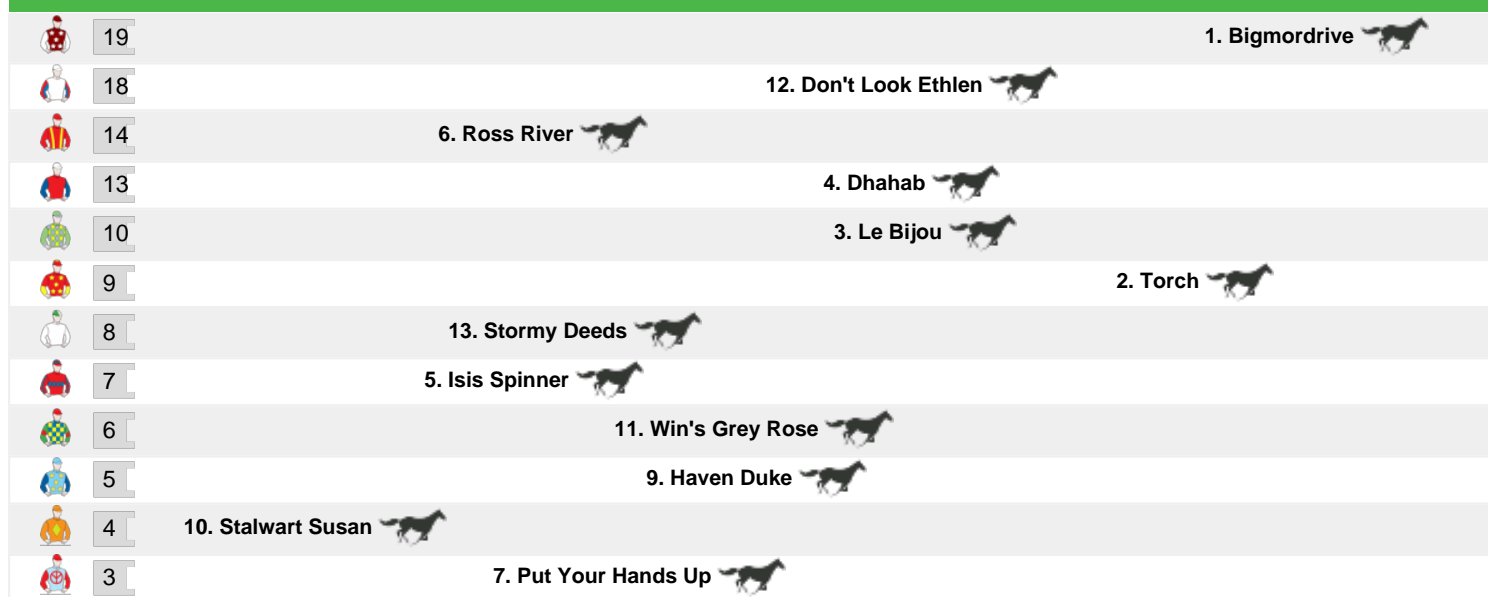 19 1. Bigmordrive
18 12. Don't Look Ethlen
14 6. Ross River
13 4. Dhahab
10 3. Le Bijou
9 2. Torch
8 13. Stormy Deeds
7 5. Isis Spinner
6 11. Win's Grey Rose
5 9. Haven Duke
4 10. Stalwart Susan
3 7. Put Your Hands Up